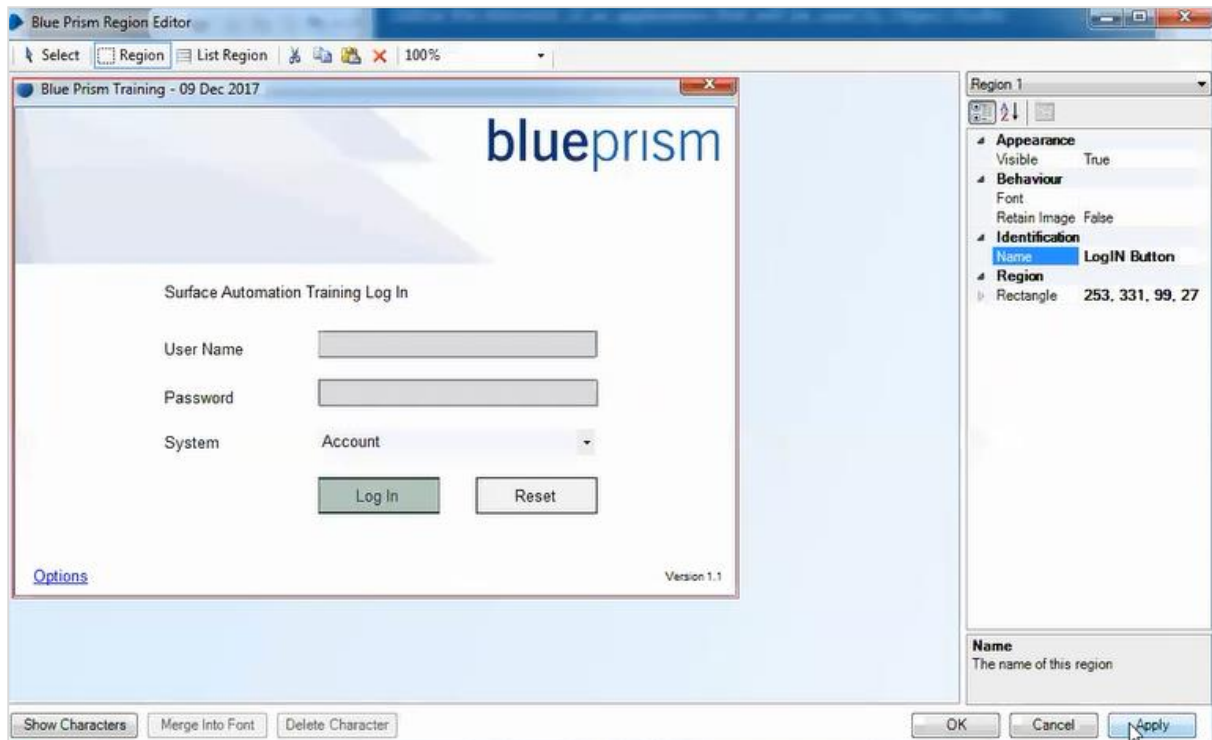 Blue Prism Region Editor
Select Region List Region 100%
Blue Prism Training - 09 Dec 2017
blueprism
Surface Automation Training Log In
User Name
Password
System Account
Log In Reset
Options Version 1.1
Region 1
Appearance
Visible True
Behaviour
Font
Retain Image False
Identification
Name LogIN Button
Region
Rectangle 253, 331, 99, 27
Name
The name of this region
Show Characters Merge Into Font Delete Character OK Cancel Apply